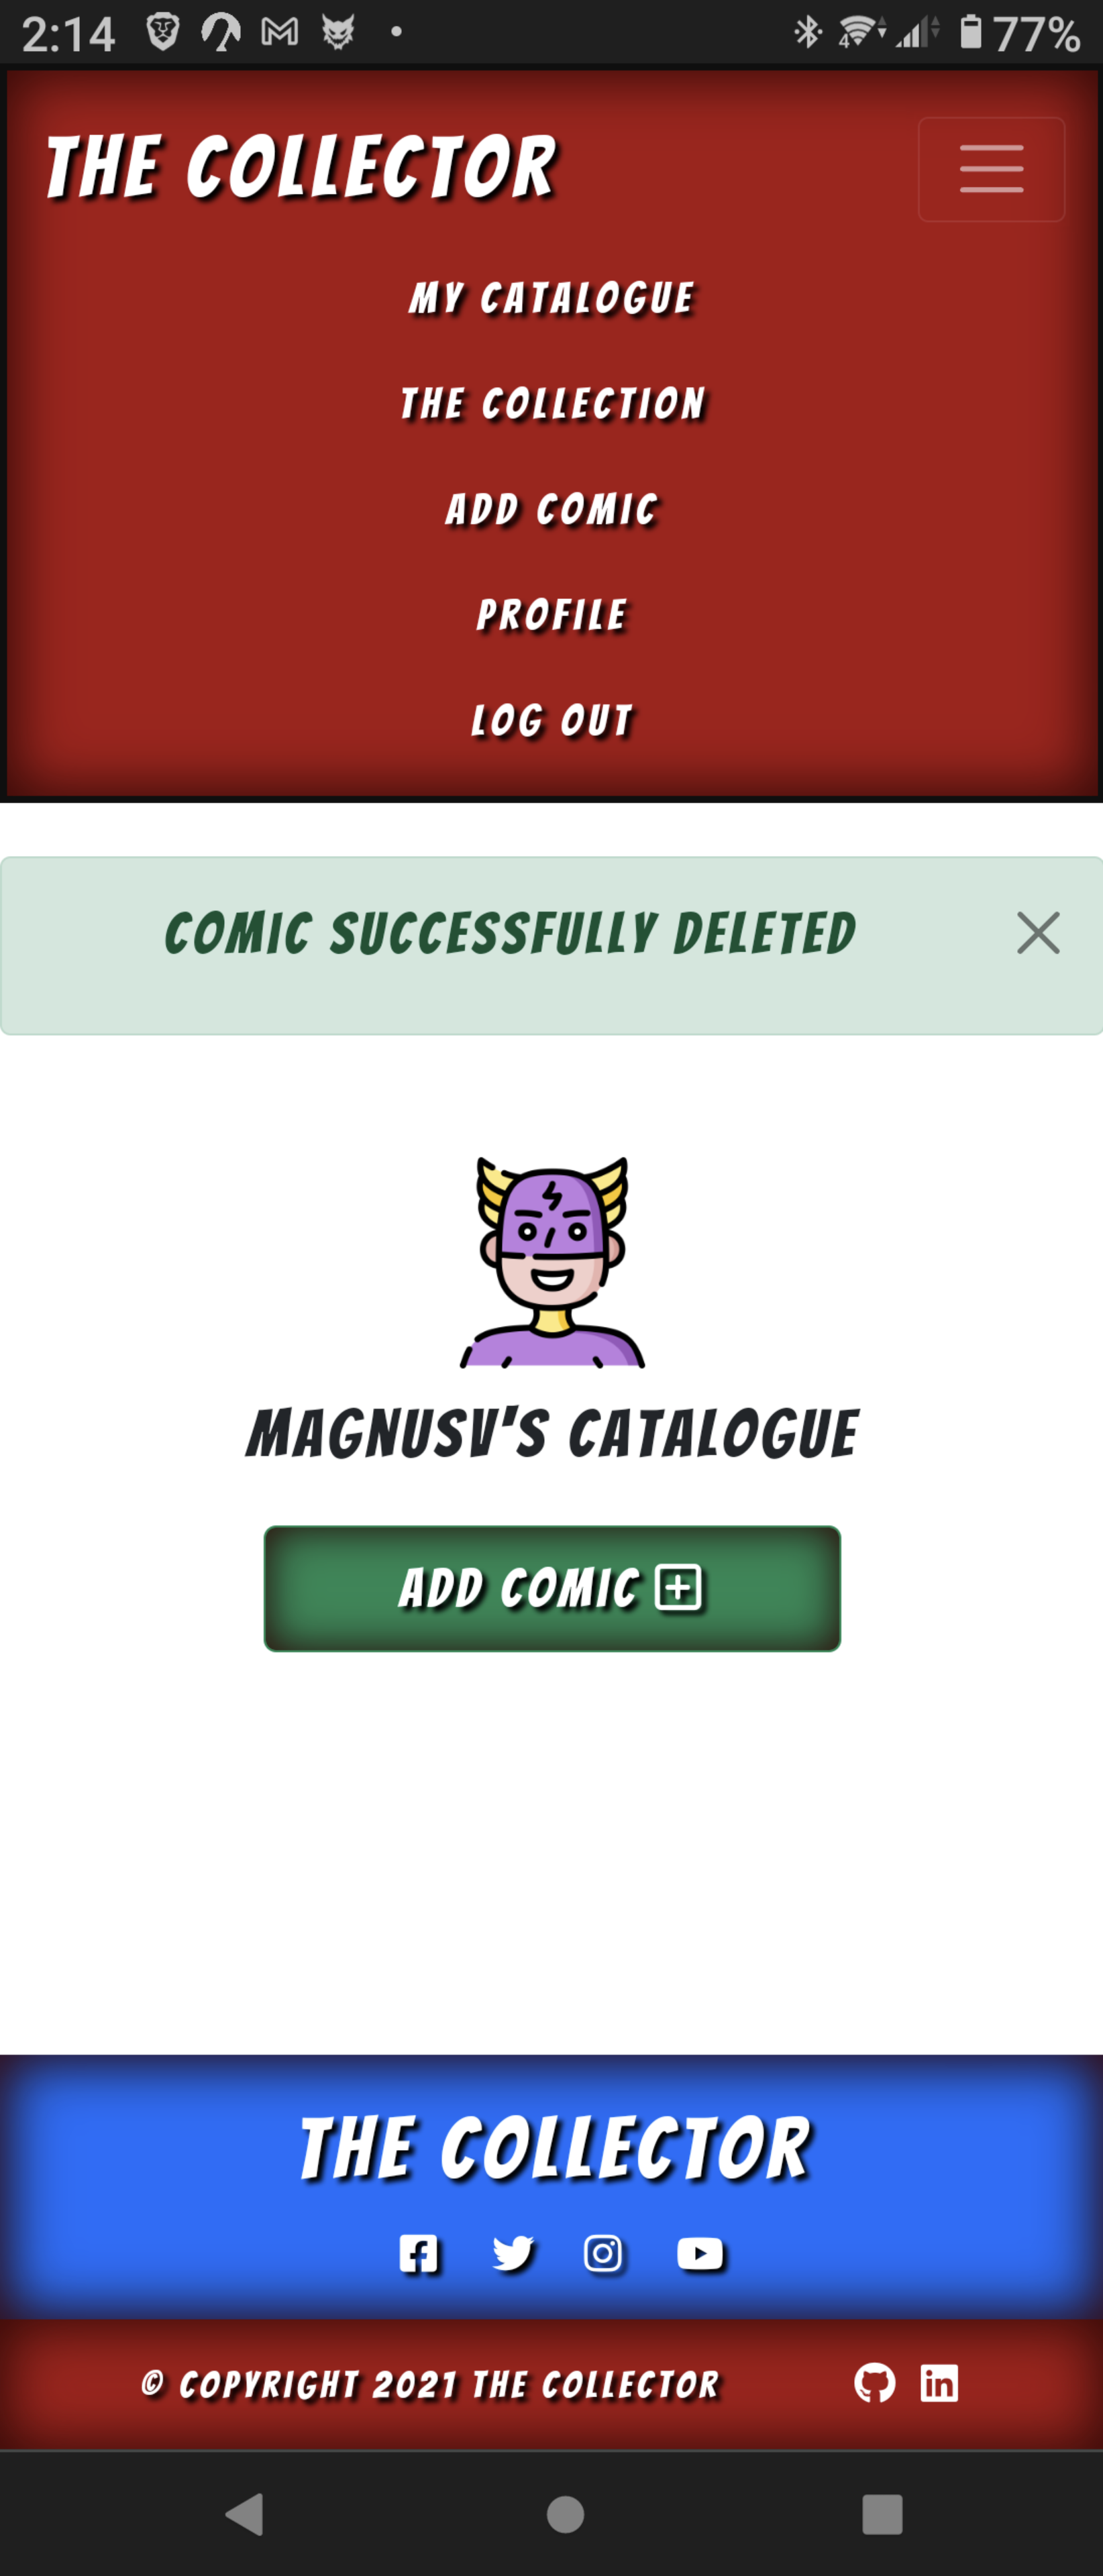 2:14
77%
THE COLLECTOR
MY CATALOGUE
THE COLLECTION
ADD COMIC
PROFILE
LOG OUT
COMIC SUCCESSFULLY DELETED
MAGNUSV'S CATALOGUE
ADD COMIC
THE COLLECTOR
© COPYRIGHT 2021 THE COLLECTOR